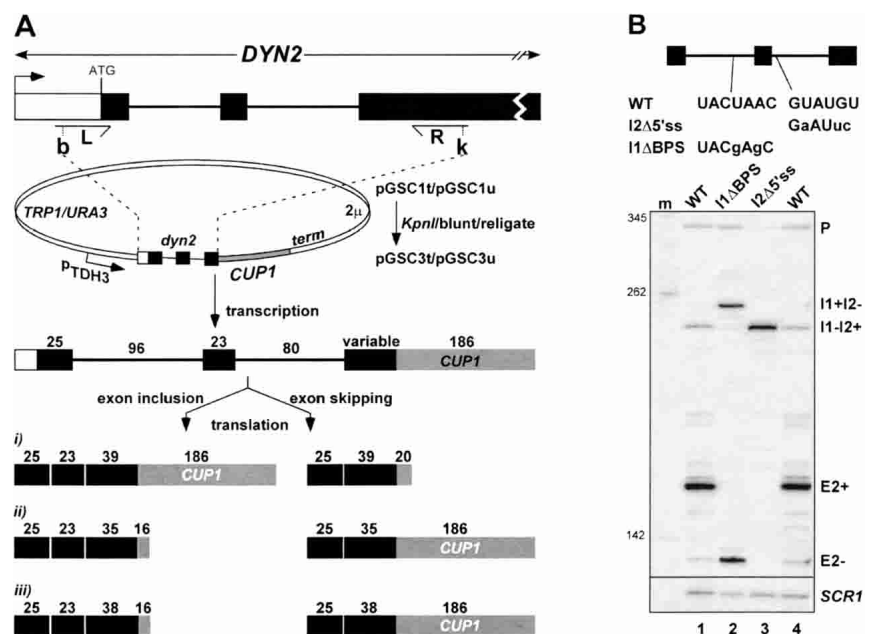 A
DYN2
ATG
L
R
b
k
TRP1/URA3
2μ
dyn2
term
pTDH3
CUP1
pGSC1t/pGSC1u
KpnI/blunt/religate
pGSC3t/pGSC3u
transcription
25 96 23 80 variable 186
CUP1
exon inclusion exon skipping
translation
i)
25 23 39 186
CUP1
25 39 20
ii)
25 23 35 16
25 35 186
CUP1
iii)
25 23 38 16
25 38 186
CUP1
B
WT UACUAAC GUAUGU
I2Δ5'ss GaAUuc
I1ΔBPS UACgAgC
m WT I1ΔBPS I2Δ5'ss WT
345
P
262
I1+I2-
I1-I2+
E2+
142
E2-
SCR1
1 2 3 4